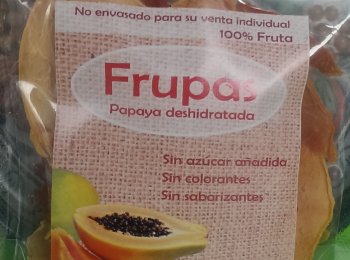 No envasado para su venta individual
100% Fruta
Frupas
Papaya deshidratada
Sin azúcar añadida
Sin colorantes
Sin saborizantes